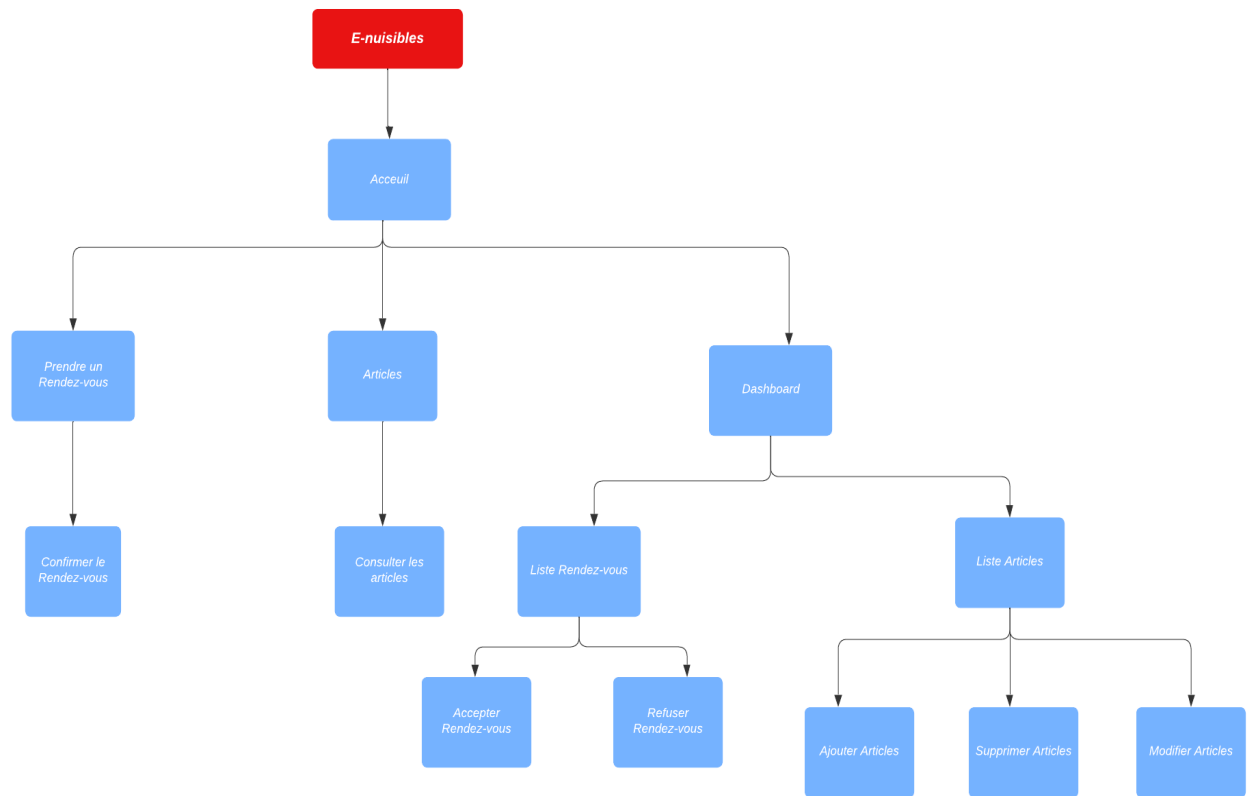 E-nuisibles
Acceuil
Prendre un
Rendez-vous
Articles
Dashboard
Confirmer le
Rendez-vous
Consulter les
articles
Liste Rendez-vous
Liste Articles
Accepter
Rendez-vous
Refuser
Rendez-vous
Ajouter Articles
Supprimer Articles
Modifier Articles